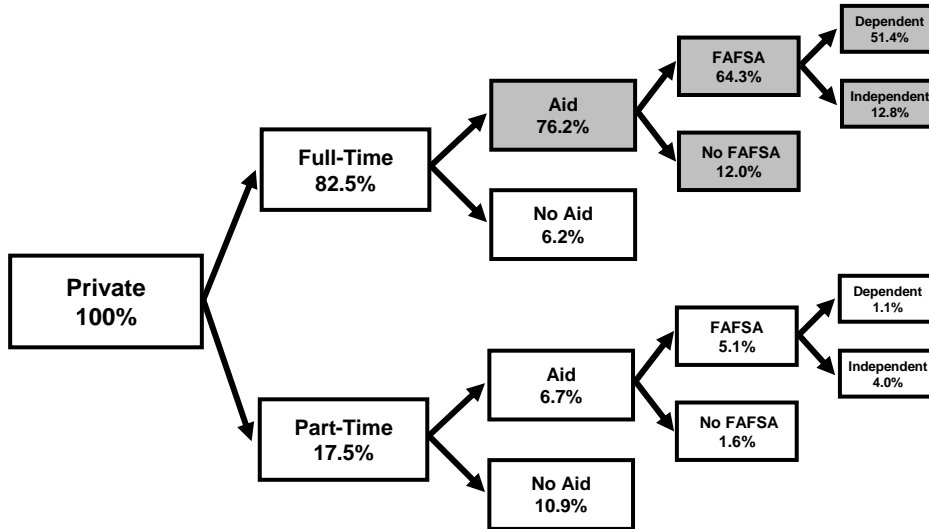 Private
100%
Full-Time
82.5%
Part-Time
17.5%
Aid
76.2%
No Aid
6.2%
Aid
6.7%
No Aid
10.9%
FAFSA
64.3%
No FAFSA
12.0%
FAFSA
5.1%
No FAFSA
1.6%
Dependent
51.4%
Independent
12.8%
Dependent
1.1%
Independent
4.0%